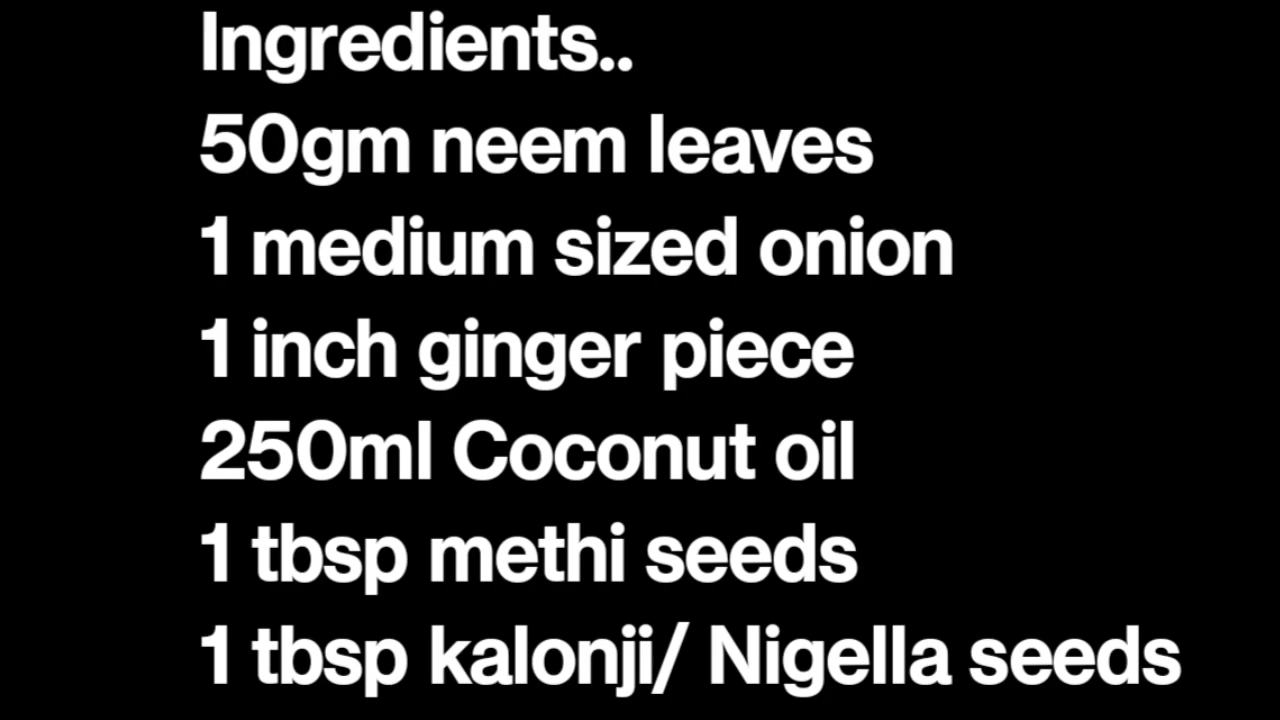 Ingredients..
50gm neem leaves
1 medium sized onion
1 inch ginger piece
250ml Coconut oil
1 tbsp methi seeds
1 tbsp kalonji/ Nigella seeds